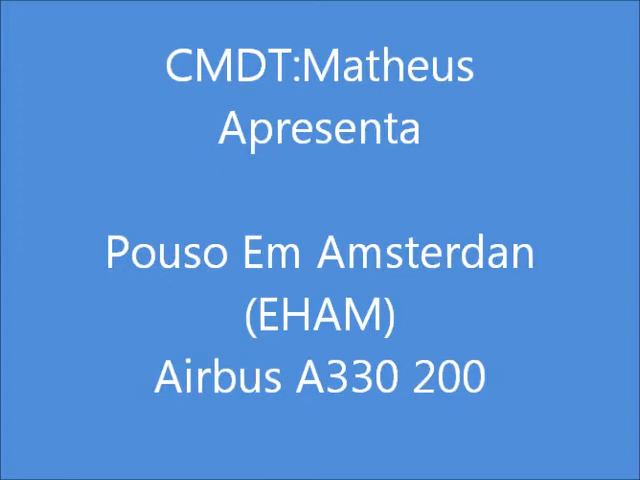 CMDT:Matheus
Apresenta
Pouso Em Amsterdan
(EHAM)
Airbus A330 200